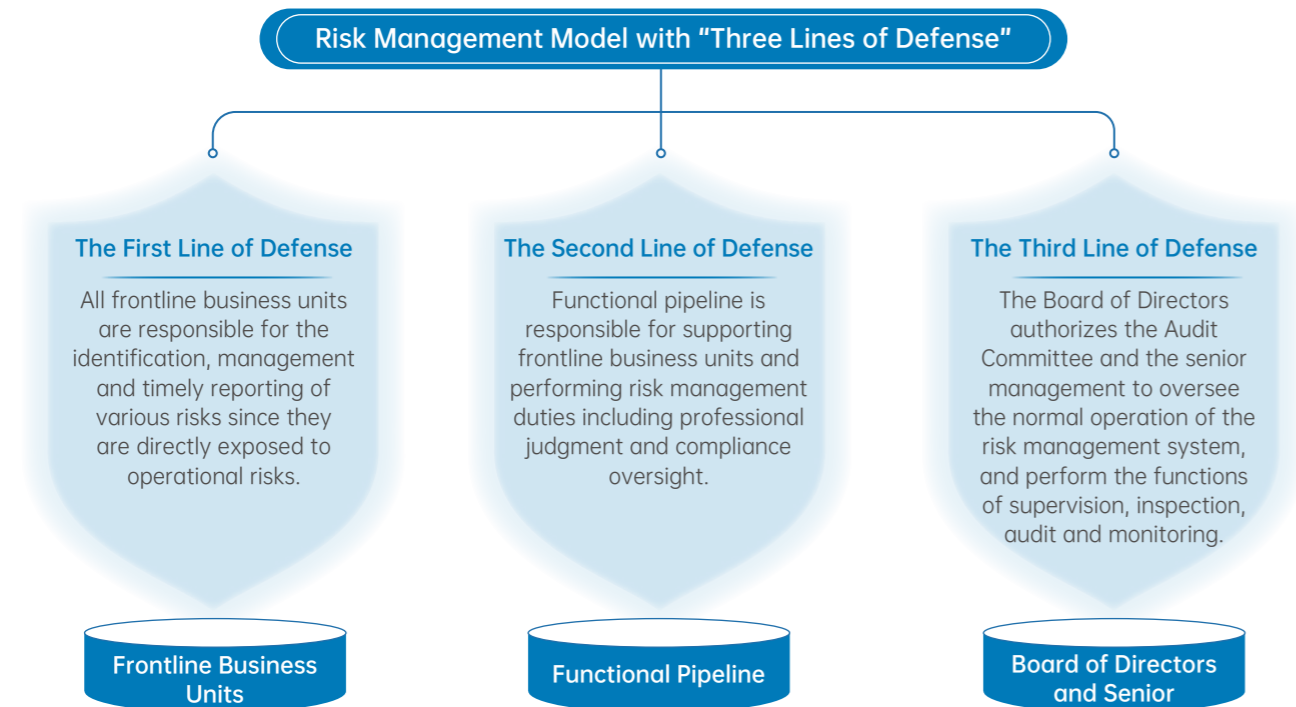 Risk Management Model with “Three Lines of Defense”
The First Line of Defense
All frontline business units
are responsible for the
identification, management
and timely reporting of
various risks since they
are directly exposed to
operational risks.
Frontline Business
Units
The Second Line of Defense
Functional pipeline is
responsible for supporting
frontline business units and
performing risk management
duties including professional
judgment and compliance
oversight.
Functional Pipeline
The Third Line of Defense
The Board of Directors
authorizes the Audit
Committee and the senior
management to oversee
the normal operation of the
risk management system,
and perform the functions
of supervision, inspection,
audit and monitoring.
Board of Directors
and Senior